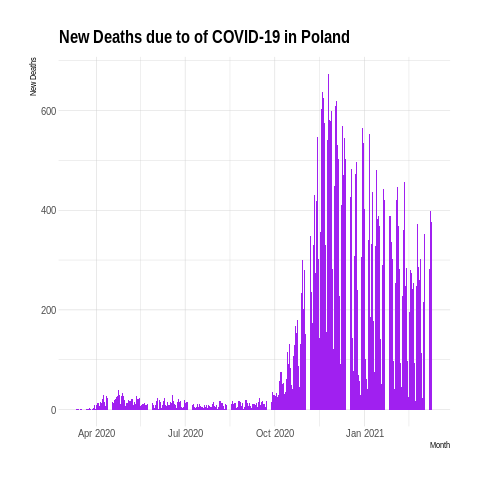 New Deaths due to of COVID-19 in Poland
New Deaths
600
400
200
0
Apr 2020 Jul 2020 Oct 2020 Jan 2021
Month